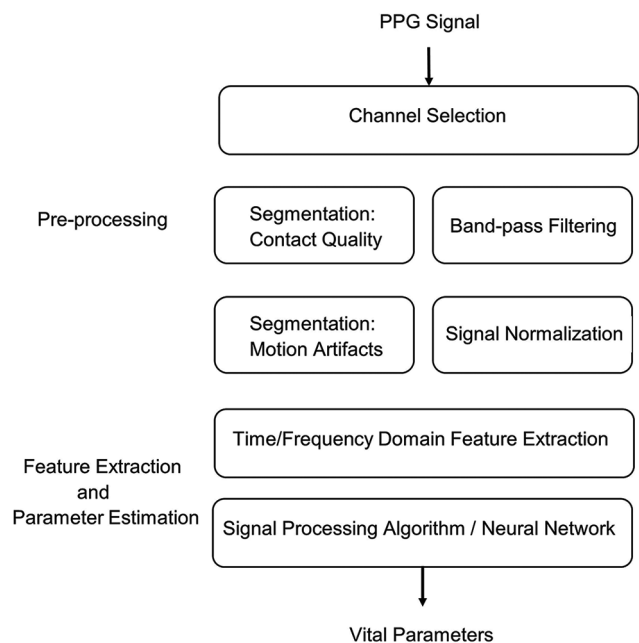 PPG Signal
Channel Selection
Pre-processing
Segmentation:
Contact Quality
Band-pass Filtering
Segmentation:
Motion Artifacts
Signal Normalization
Time/Frequency Domain Feature Extraction
Feature Extraction
and
Parameter Estimation
Signal Processing Algorithm / Neural Network
Vital Parameters